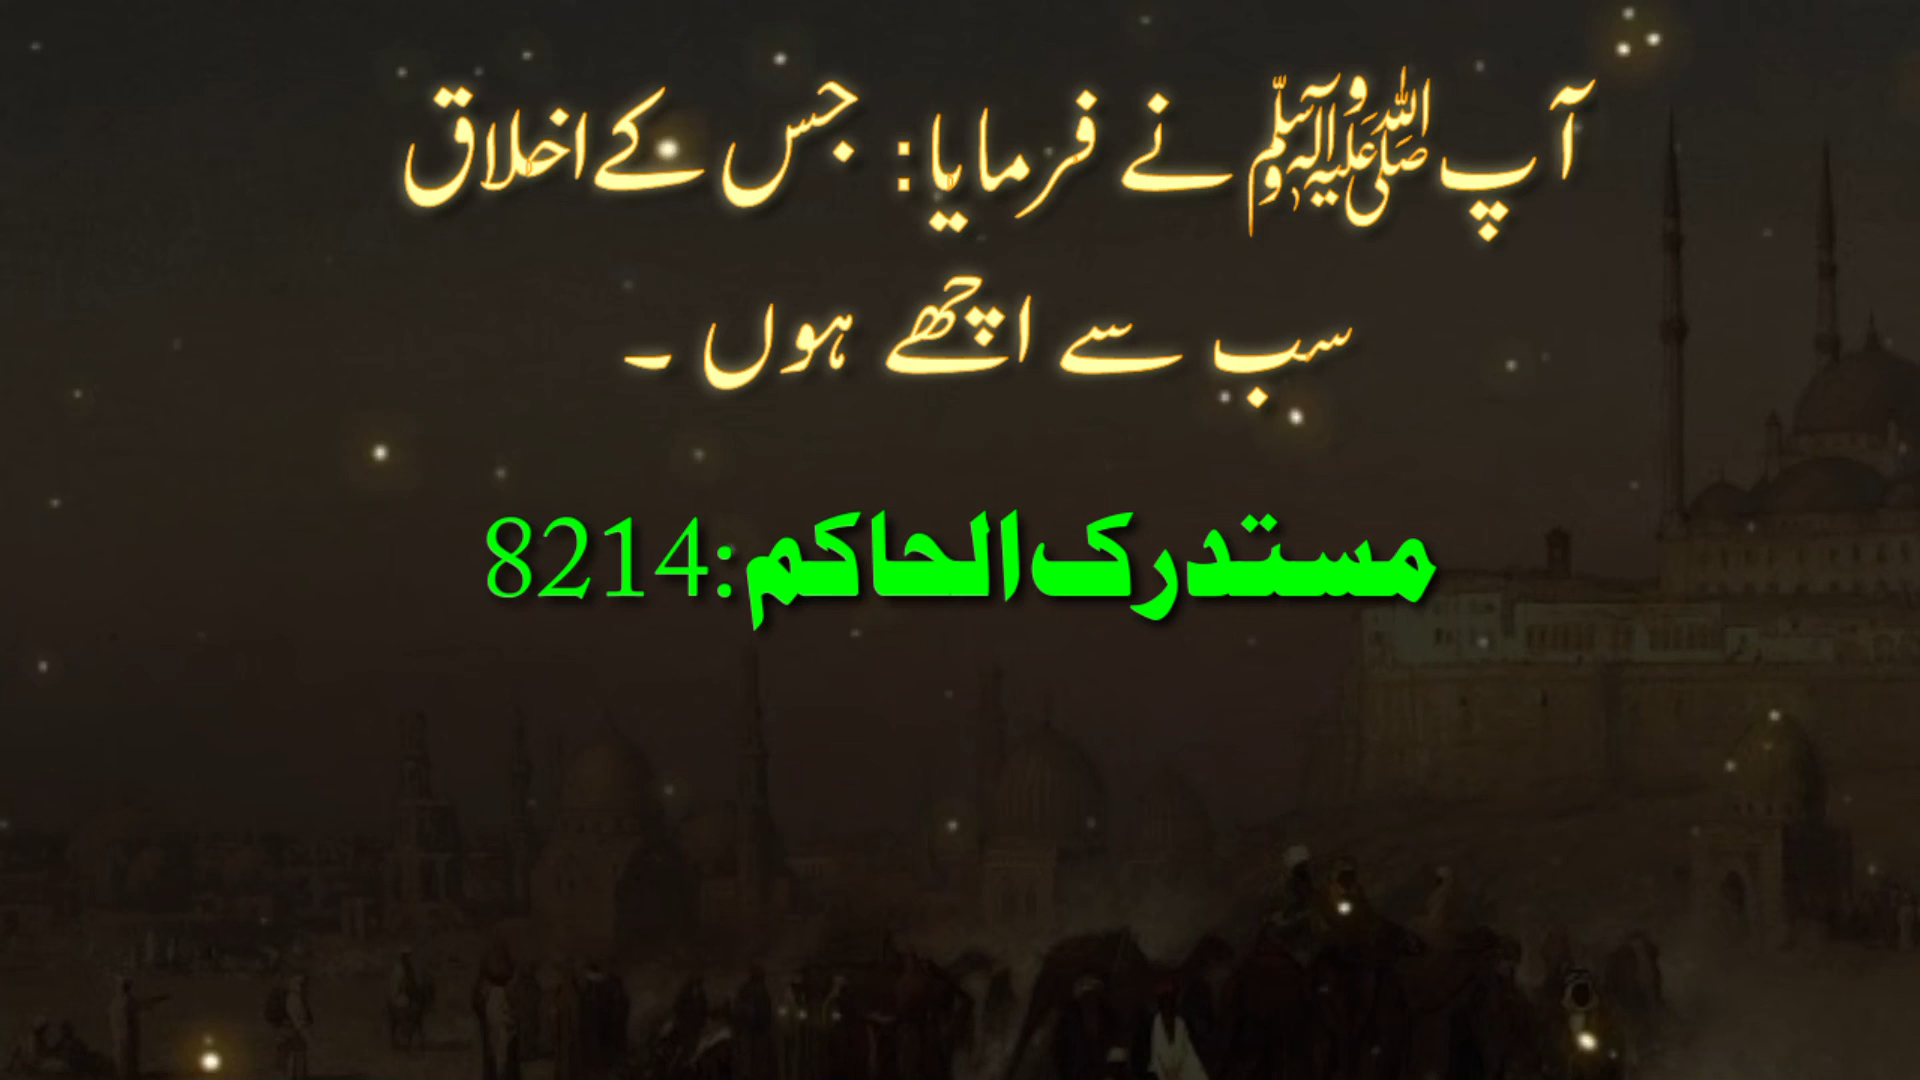 آپ ﷺ نے فرمایا: جس کے اخلاق
سب سے اچھے ہوں ۔
مستدرک الحاکم:8214